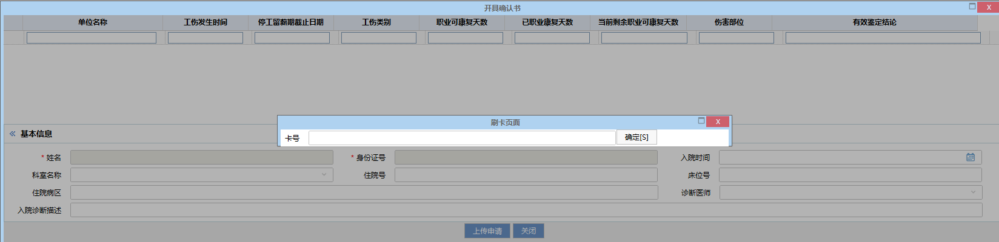 开具确认书
X
单位名称 工伤发生时间 停工留薪期截止日期 工伤类别 职业可康复天数 已职业康复天数 当前剩余职业可康复天数 伤害部位 有效鉴定结论
刷卡页面
X
卡号 确定[S]
基本信息
* 姓名 * 身份证号 入院时间
科室名称 住院号 床位号
住院病区 诊断医师
入院诊断描述
上传申请 关闭